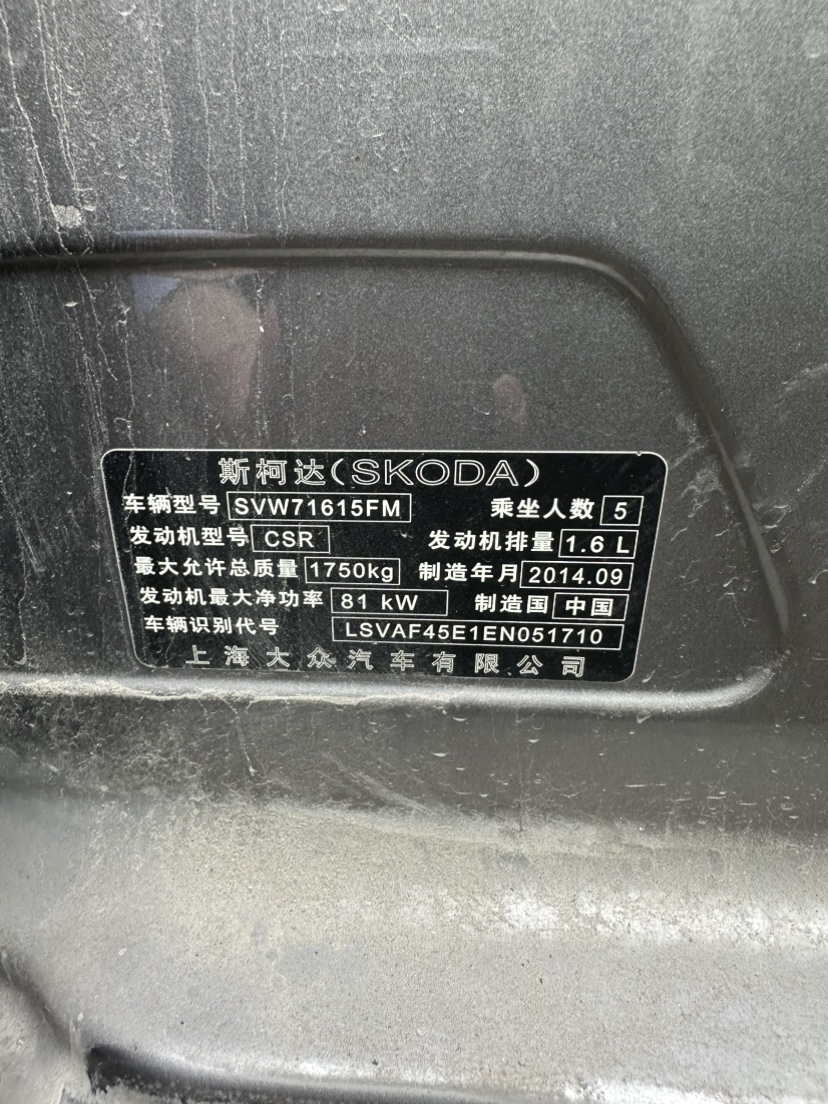 斯柯达(SKODA)
车辆型号 SVW71615FM 乘坐人数 5
发动机型号 CSR 发动机排量 1.6 L
最大允许总质量 1750kg 制造年月 2014.09
发动机最大净功率 81 kW 制造国 中国
车辆识别代号 LSVAF45E1EN051710
上海大众汽车有限公司